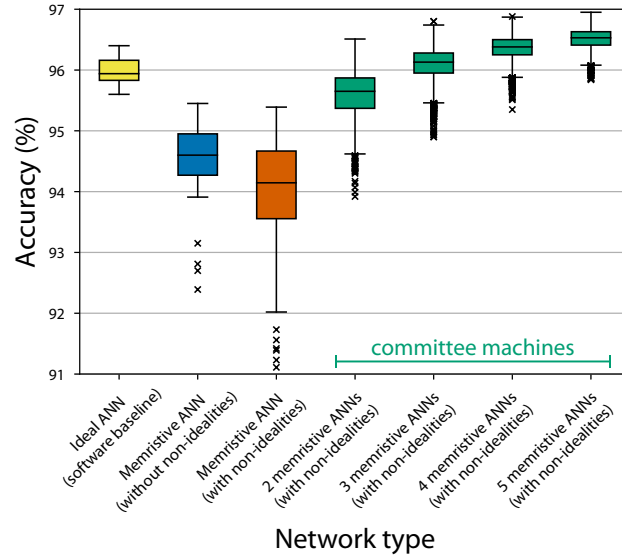 97
96
95
94
93
92
91
Accuracy (%)
committee machines
Ideal ANN
(software baseline)
Memristive ANN
(without non-idealities)
Memristive ANN
(with non-idealities)
2 memristive ANNs
(with non-idealities)
3 memristive ANNs
(with non-idealities)
4 memristive ANNs
(with non-idealities)
5 memristive ANNs
(with non-idealities)
Network type